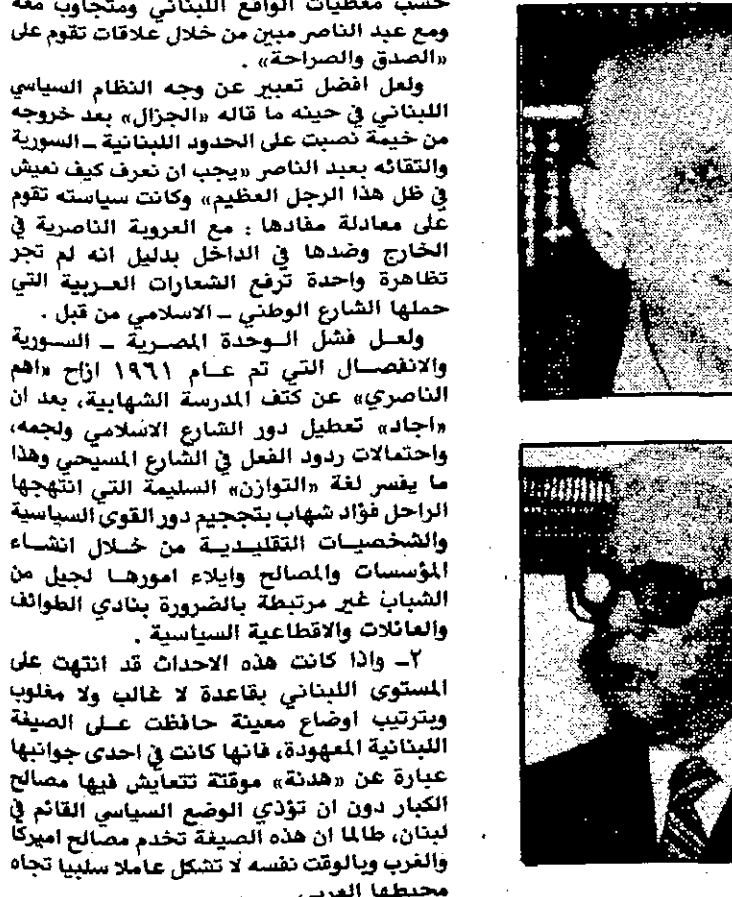 حسب معطيات الواقع اللبناني ومتجاوب معه
ومع عبد الناصر مبين من خلال علاقات تقوم على
«الصدق والصراحة» .
ولعل افضل تعبير عن وجه النظام السياسي
اللبناني في حينه ما قاله «الجزال» بعد خروجه
من خيمة نصبت على الحدود اللبنانية ــ السورية
والتقائه بعبد الناصر «يجب ان نعرف كيف نعيش
في ظل هذا الرجل العظيم» وكانت سياسته تقوم
على معادلة مفادها : مع العروبة الناصرية في
الخارج وضدها في الداخل بدليل انه لم تجر
تظاهرة واحدة ترفع الشعارات العربية التي
حملها الشارع الوطني ــ الاسلامي من قبل .
ولعل فشل الوحدة المصرية ــ السورية
والانفصال التي تم عام ١٩٦١ ازاح «اهم
الناصري» عن كتف المدرسة الشهابية، بعد ان
«اجاد» تعطيل دور الشارع الاسلامي ولجمه،
واحتمالات ردود الفعل في الشارع المسيحي وهذا
ما يفسر لغة «التوازن» السليمة التي انتهجها
الراحل فؤاد شهاب بتجحيم دور القوى السياسية
والشخصيات التقليدية من خلال انشاء
المؤسسات والمصالح وايلاء امورها لجيل من
الشباب غير مرتبطة بالضرورة بنادي الطوائف
والعائلات والاقطاعية السياسية .
٢ــ واذا كانت هذه الاحداث قد انتهت على
المستوى اللبناني بقاعدة لا غالب ولا مغلوب
وبترتيب اوضاع معينة حافظت على الصيغة
اللبنانية المعهودة، فانها كانت في احدى جوانبها
عبارة عن «هدنة» موقتة تتعايش فيها مصالح
الكبار دون ان تؤذي الوضع السياسي القائم في
لبنان، طالما ان هذه الصيغة تخدم مصالح اميركا
والغرب وبالوقت نفسه لا تشكل عاملا سلبيا تجاه
محيطها العربي